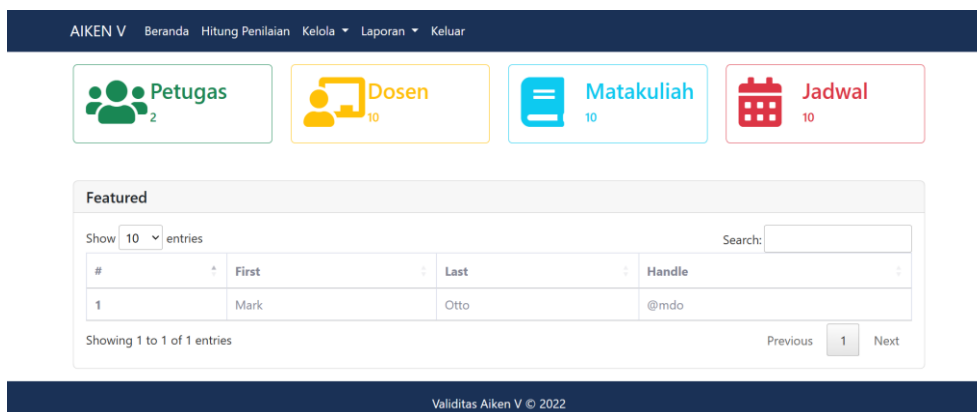 AIKEN V Beranda Hitung Penilaian Kelola Laporan Keluar
Petugas
2
Dosen
10
Matakuliah
10
Jadwal
10
Featured
Show 10 entries
Search:
# First Last Handle
1 Mark Otto @mdo
Showing 1 to 1 of 1 entries
Previous 1 Next
Validitas Aiken V © 2022